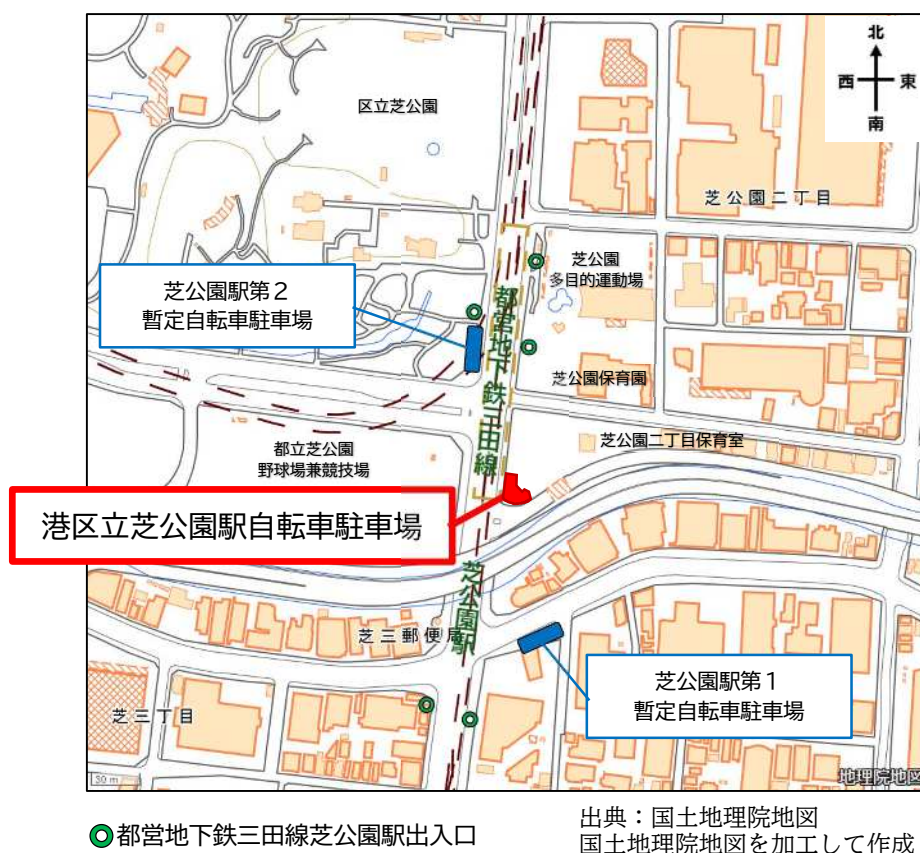 北
西
東
南
区立芝公園
芝公園二丁目
芝公園
多目的運動場
芝公園駅第2
暫定自転車駐車場
都営地下鉄三田線
芝公園保育園
芝公園二丁目保育室
都立芝公園
野球場兼競技場
港区立芝公園駅自転車駐車場
芝公園駅
芝三郵便局
芝公園駅第1
暫定自転車駐車場
芝三丁目
30 m
地理院地図
都営地下鉄三田線芝公園駅出入口
出典:国土地理院地図
国土地理院地図を加工して作成